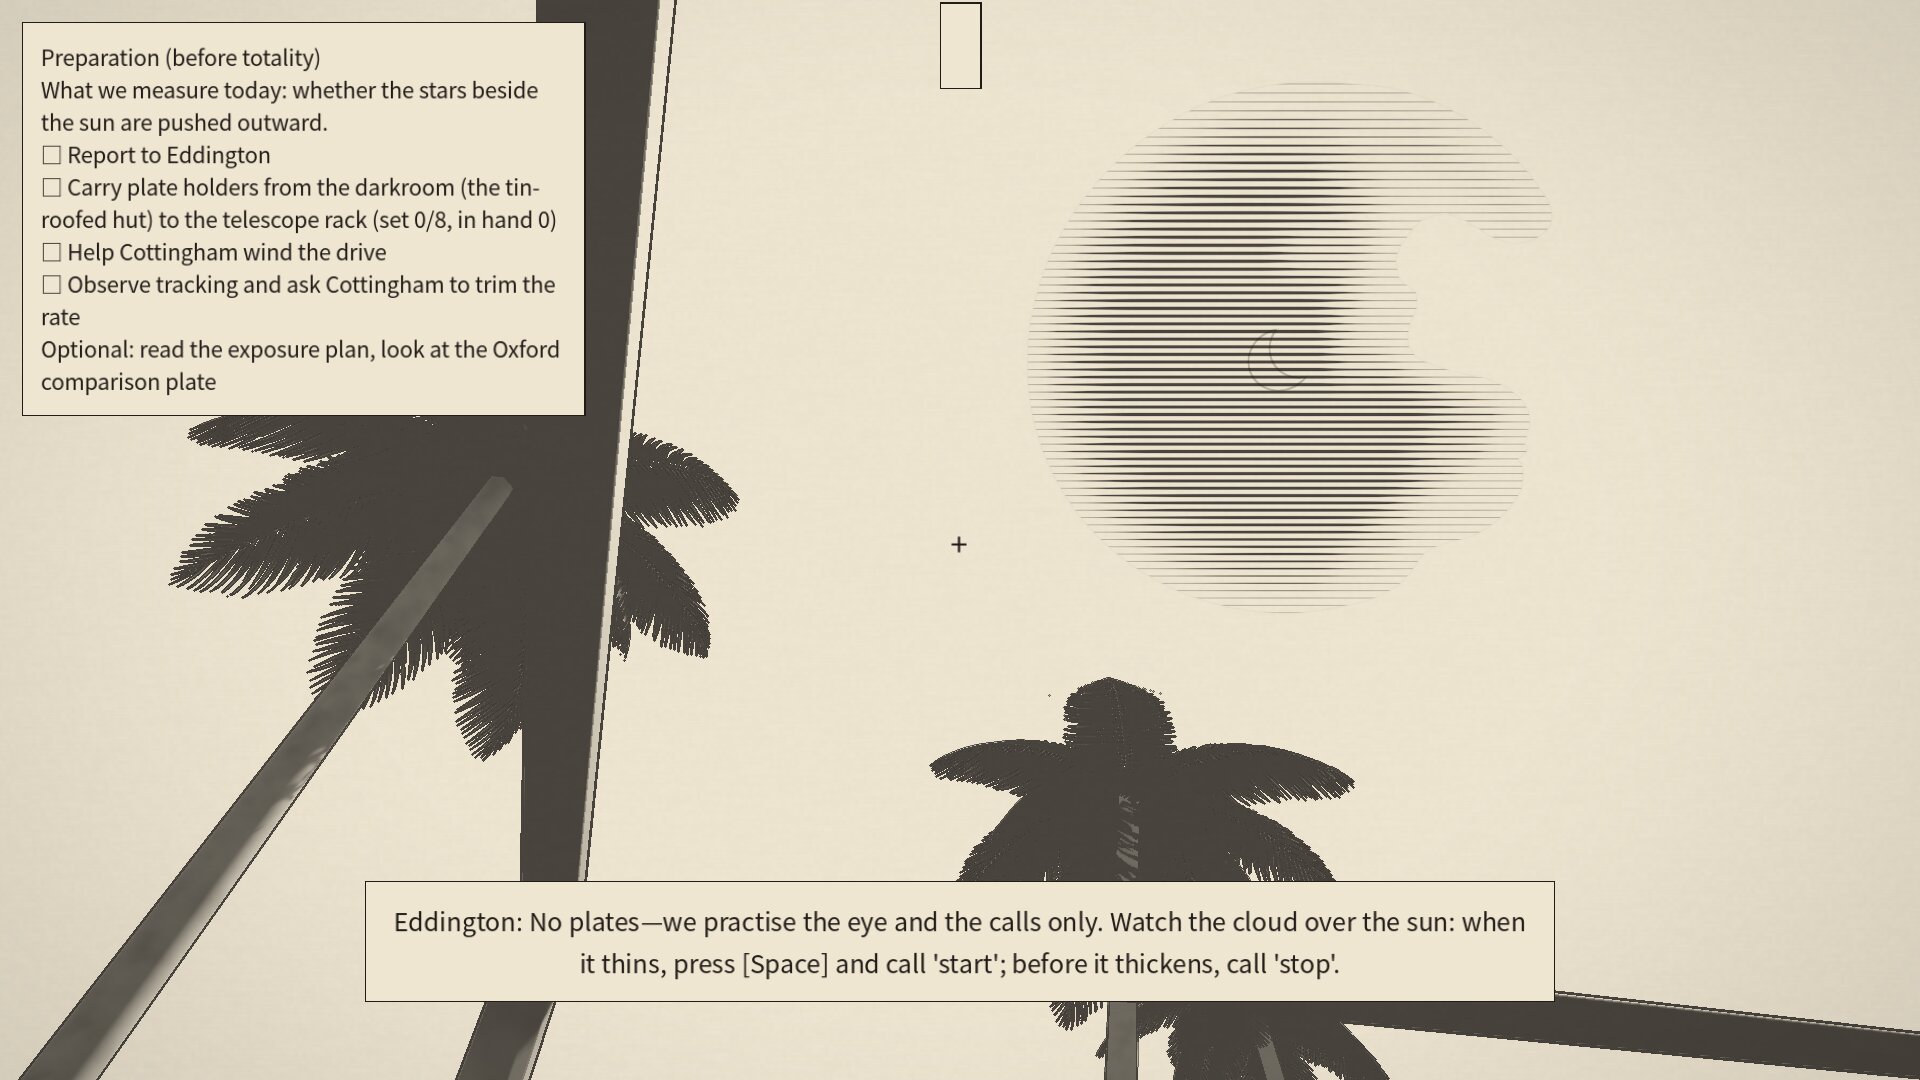 Preparation (before totality)
What we measure today: whether the stars beside
the sun are pushed outward.
☐ Report to Eddington
☐ Carry plate holders from the darkroom (the tin-
roofed hut) to the telescope rack (set 0/8, in hand 0)
☐ Help Cottingham wind the drive
☐ Observe tracking and ask Cottingham to trim the
rate
Optional: read the exposure plan, look at the Oxford
comparison plate
Eddington: No plates—we practise the eye and the calls only. Watch the cloud over the sun: when
it thins, press [Space] and call 'start'; before it thickens, call 'stop'.